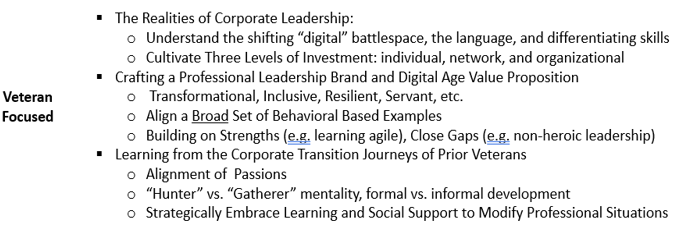 ▪ The Realities of Corporate Leadership:
o Understand the shifting “digital” battlespace, the language, and differentiating skills
o Cultivate Three Levels of Investment: individual, network, and organizational
▪ Crafting a Professional Leadership Brand and Digital Age Value Proposition
Veteran
Focused
o Transformational, Inclusive, Resilient, Servant, etc.
o Align a Broad Set of Behavioral Based Examples
o Building on Strengths (e.g. learning agile), Close Gaps (e.g. non-heroic leadership)
▪ Learning from the Corporate Transition Journeys of Prior Veterans
o Alignment of Passions
o “Hunter” vs. “Gatherer” mentality, formal vs. informal development
o Strategically Embrace Learning and Social Support to Modify Professional Situations